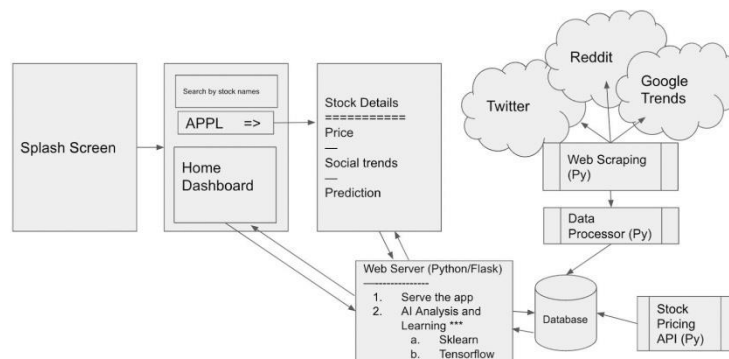 Splash Screen
Search by stock names
APPL =>
Home
Dashboard
Stock Details
===========
Price
—
Social trends
—
Prediction
Twitter
Reddit
Google
Trends
Web Scraping
(Py)
Data
Processor (Py)
Web Server (Python/Flask)
----------------
1. Serve the app
2. AI Analysis and
Learning ***
a. Sklearn
b. Tensorflow
Database
Stock
Pricing
API (Py)